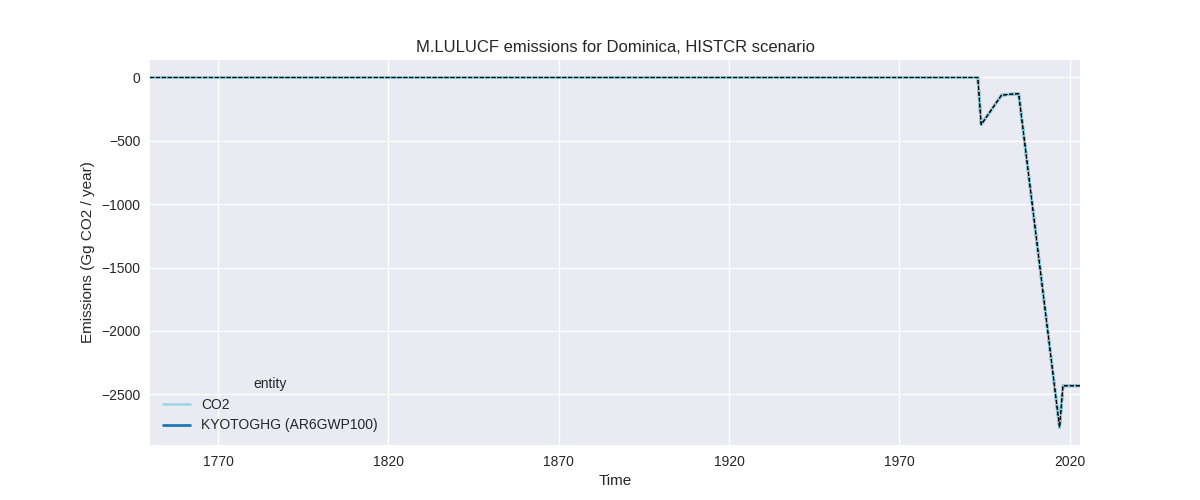 M.LULUCF emissions for Dominica, HISTCR scenario
Emissions (Gg CO2 / year)
0
−500
−1000
−1500
−2000
−2500
entity
CO2
KYOTOGHG (AR6GWP100)
1770
1820
1870
1920
1970
2020
Time